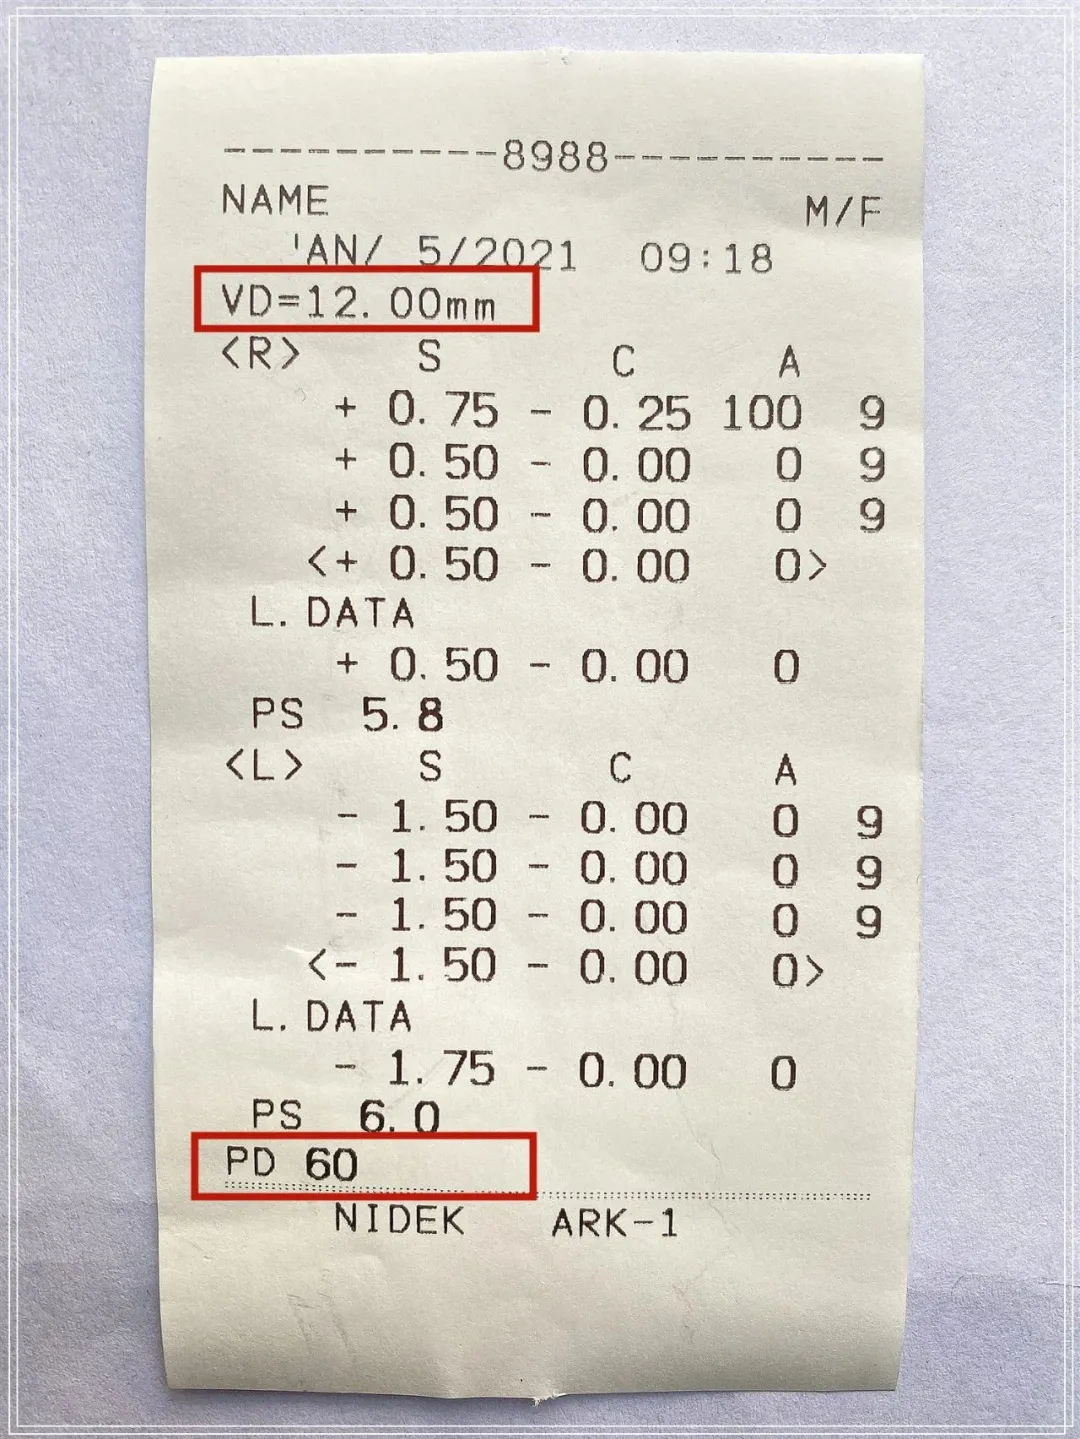 ----------8988----------
NAME M/F
'AN/ 5/2021 09:18
VD=12.00mm
<R> S C A
+ 0.75 - 0.25 100 9
+ 0.50 - 0.00 0 9
+ 0.50 - 0.00 0 9
<+ 0.50 - 0.00 0>
L.DATA
+ 0.50 - 0.00 0
PS 5.8
<L> S C A
- 1.50 - 0.00 0 9
- 1.50 - 0.00 0 9
- 1.50 - 0.00 0 9
<- 1.50 - 0.00 0>
L.DATA
- 1.75 - 0.00 0
PS 6.0
PD 60
NIDEK ARK-1